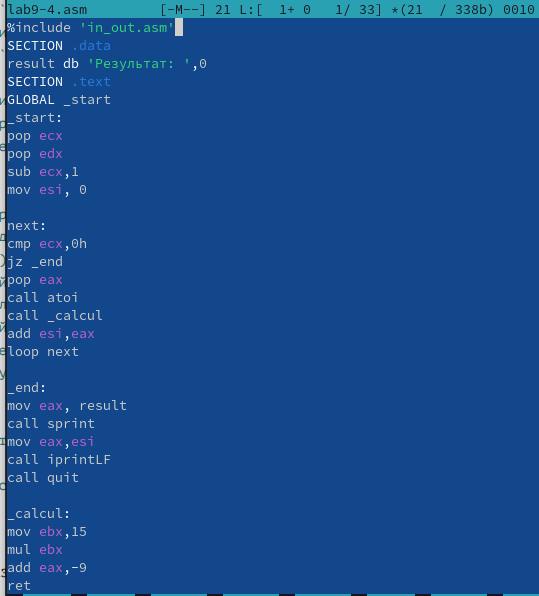 lab9-4.asm [-M--] 21 L:[ 1+ 0 1/ 33] *(21 / 338b) 0010
%include 'in_out.asm'
SECTION .data
result db 'Результат: ',0
SECTION .text
GLOBAL _start
_start:
pop ecx
pop edx
sub ecx,1
mov esi, 0
next:
cmp ecx,0h
jz _end
pop eax
call atoi
call _calcul
add esi,eax
loop next
_end:
mov eax, result
call sprint
mov eax,esi
call iprintLF
call quit
_calcul:
mov ebx,15
mul ebx
add eax,-9
ret